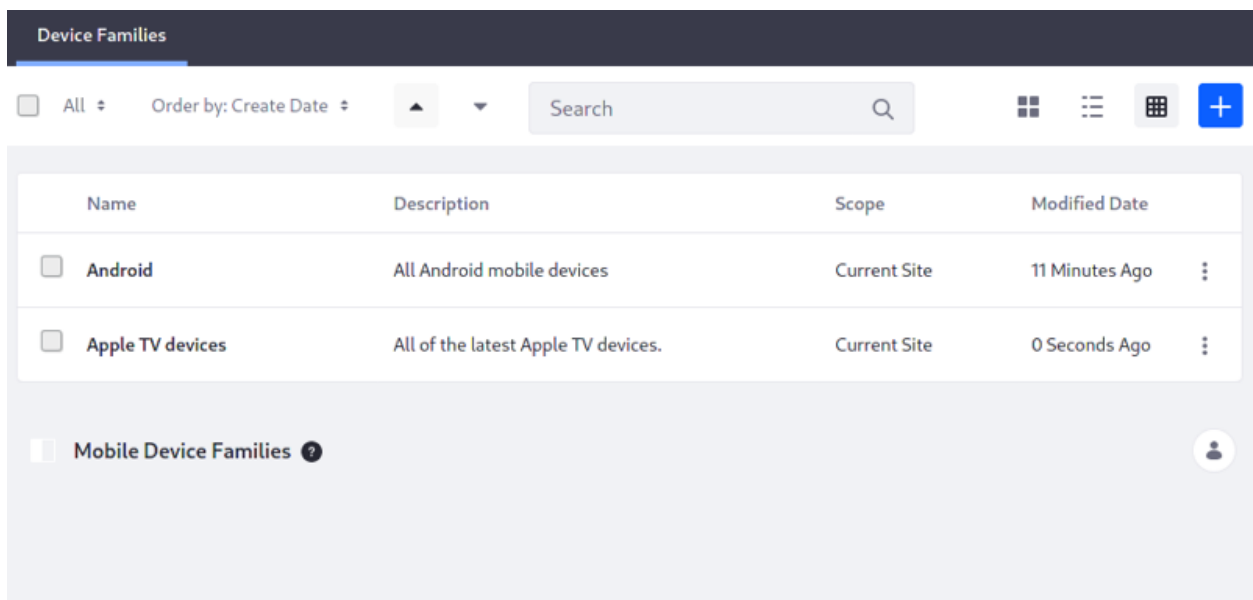 Device Families
All Order by: Create Date Search
Name Description Scope Modified Date
Android All Android mobile devices Current Site 11 Minutes Ago
Apple TV devices All of the latest Apple TV devices. Current Site 0 Seconds Ago
Mobile Device Families ?